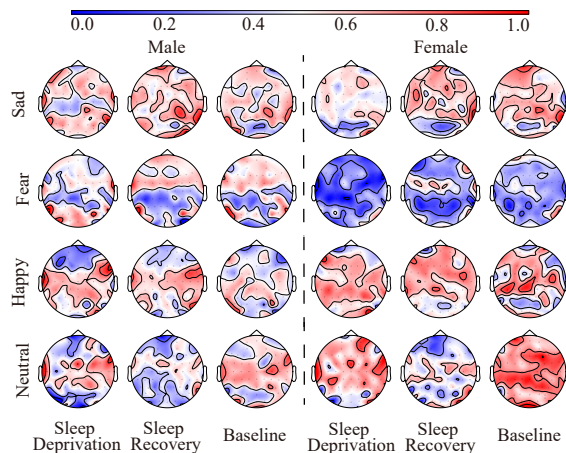 0.0 0.2 0.4 0.6 0.8 1.0
Male Female
Sad
Fear
Happy
Neutral
Sleep Deprivation Sleep Recovery Baseline Sleep Deprivation Sleep Recovery Baseline